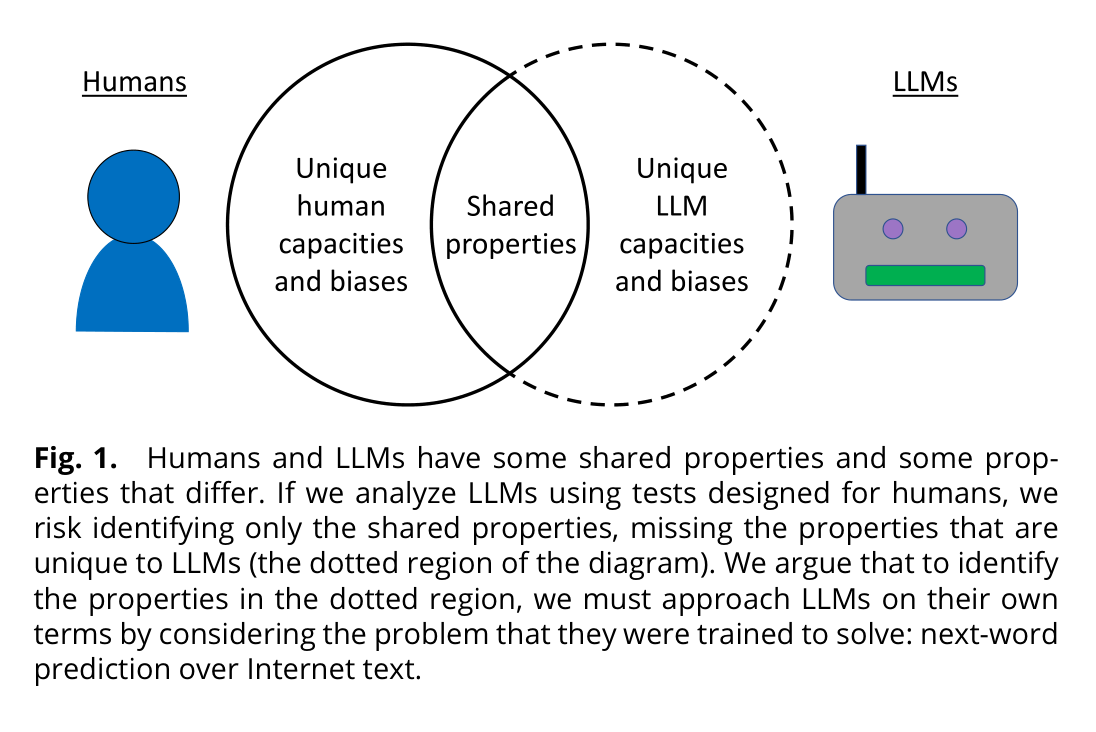 Humans
LLMs
Unique
human
capacities
and biases
Shared
properties
Unique
LLM
capacities
and biases
Fig. 1. Humans and LLMs have some shared properties and some prop-
erties that differ. If we analyze LLMs using tests designed for humans, we
risk identifying only the shared properties, missing the properties that are
unique to LLMs (the dotted region of the diagram). We argue that to identify
the properties in the dotted region, we must approach LLMs on their own
terms by considering the problem that they were trained to solve: next-word
prediction over Internet text.